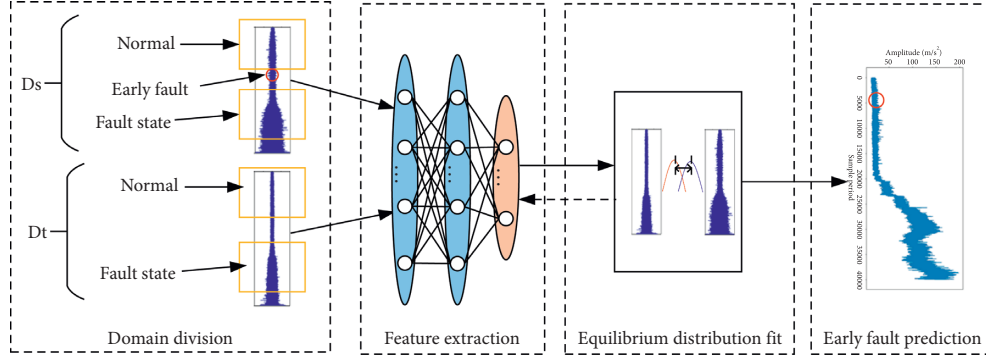 Ds
Normal
Early fault
Fault state
Dt
Normal
Fault state
Domain division
...
...
...
Feature extraction
Equilibrium distribution fit
Amplitude (m/s²)
50 100 150 200
Sample period
0
5000
10000
15000
20000
25000
30000
35000
40000
Early fault prediction